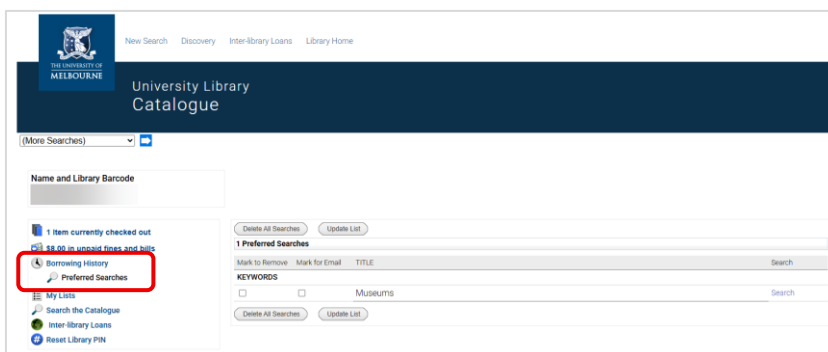 New Search Discovery Inter-library Loans Library Home
THE UNIVERSITY OF
MELBOURNE
University Library
Catalogue
(More Searches)
Name and Library Barcode
1 Item currently checked out
$8.00 in unpaid fines and bills
Borrowing History
Preferred Searches
My Lists
Search the Catalogue
Inter-library Loans
Reset Library PIN
Delete All Searches Update List
1 Preferred Searches
Mark to Remove Mark for Email TITLE Search
KEYWORDS
Museums Search
Delete All Searches Update List